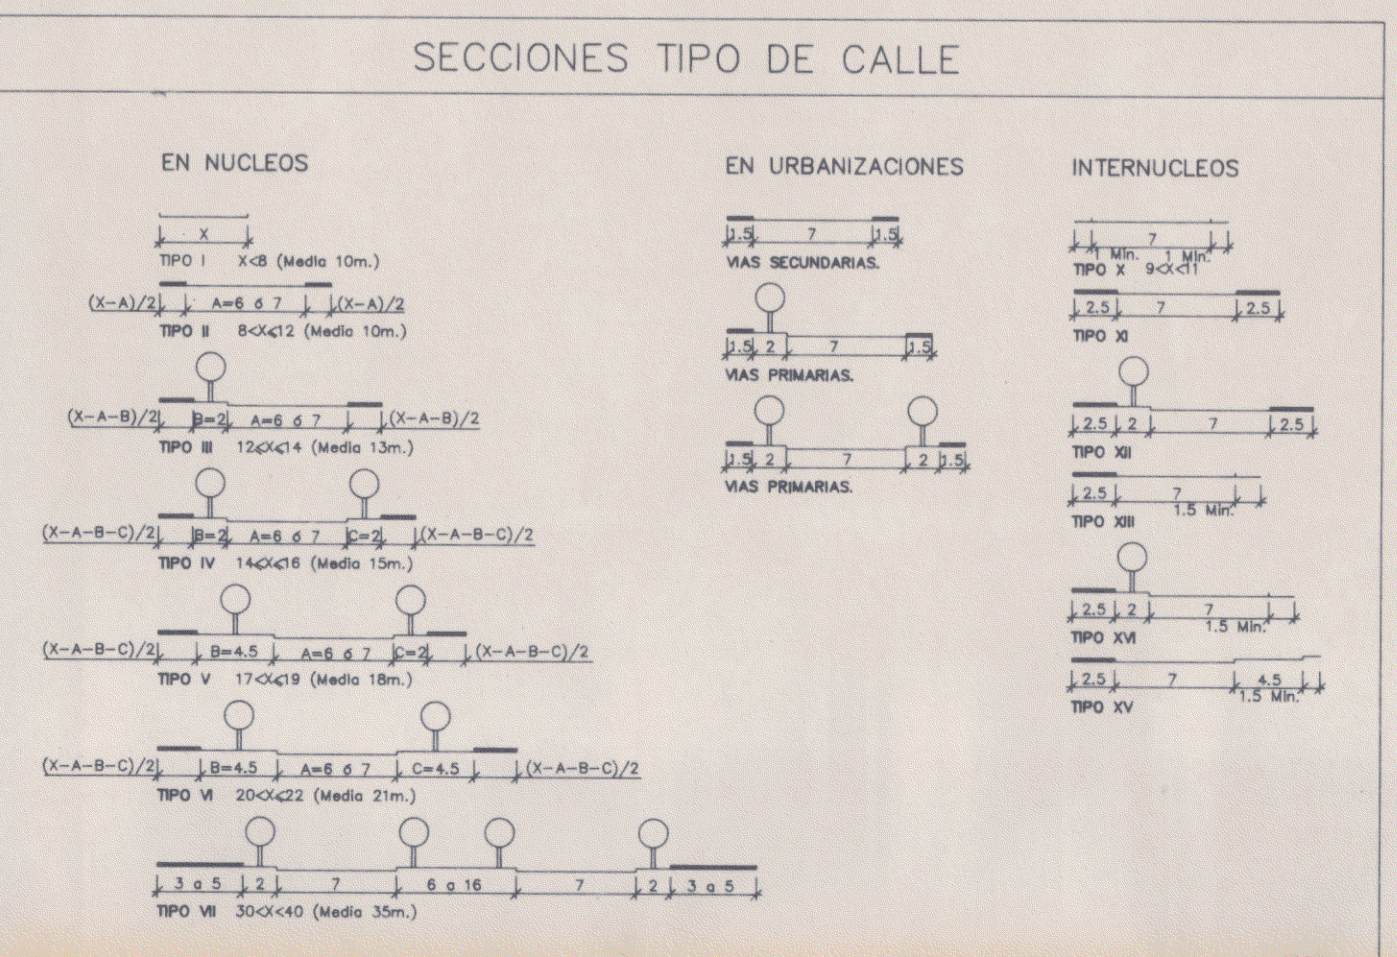 SECCIONES TIPO DE CALLE
EN NUCLEOS
X
TIPO I X<8 (Media 10m.)
(X-A)/2 A=6 ó 7 (X-A)/2
TIPO II 8<X⩽12 (Media 10m.)
(X-A-B)/2 B=2 A=6 ó 7 (X-A-B)/2
TIPO III 12⩽X⩽14 (Media 13m.)
(X-A-B-C)/2 B=2 A=6 ó 7 C=2 (X-A-B-C)/2
TIPO IV 14⩽X⩽16 (Media 15m.)
(X-A-B-C)/2 B=4.5 A=6 ó 7 C=2 (X-A-B-C)/2
TIPO V 17<X⩽19 (Media 18m.)
(X-A-B-C)/2 B=4.5 A=6 ó 7 C=4.5 (X-A-B-C)/2
TIPO VI 20<X⩽22 (Media 21m.)
3 a 5 2 7 6 a 16 7 2 3 a 5
TIPO VII 30<X<40 (Media 35m.)
EN URBANIZACIONES
1.5 7 1.5
VIAS SECUNDARIAS.
1.5 2 7 1.5
VIAS PRIMARIAS.
1.5 2 7 2 1.5
VIAS PRIMARIAS.
INTERNUCLEOS
7
1 Min. 1 Min.
TIPO X 9<X<11
2.5 7 2.5
TIPO XI
2.5 2 7 2.5
TIPO XII
2.5 7
1.5 Min.
TIPO XIII
2.5 2 7
1.5 Min.
TIPO XVI
2.5 7 4.5
1.5 Min.
TIPO XV